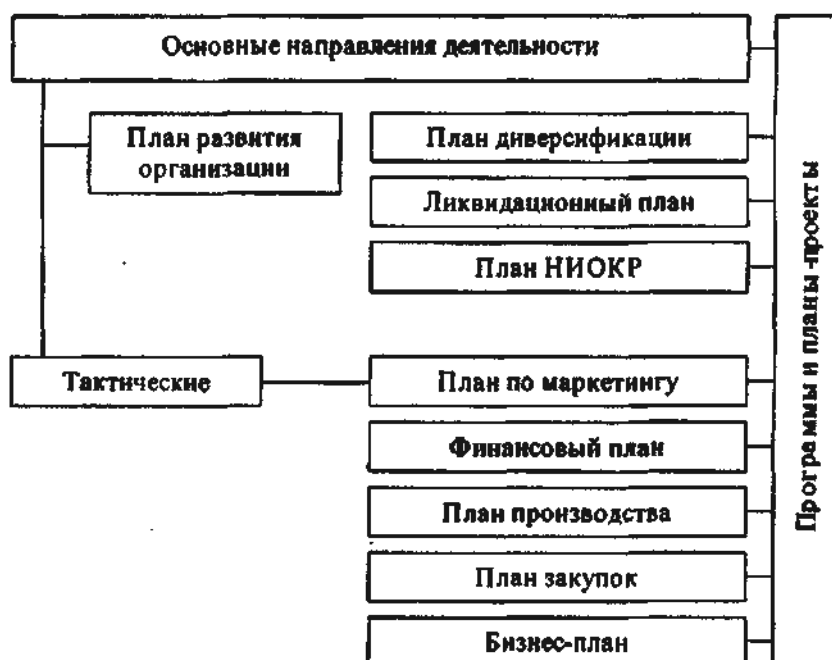 Основные направления деятельности
План развития
организации
План диверсификации
Ликвидационный план
План НИОКР
Тактические
План по маркетингу
Финансовый план
План производства
План закупок
Бизнес-план
Программы и планы-проекты